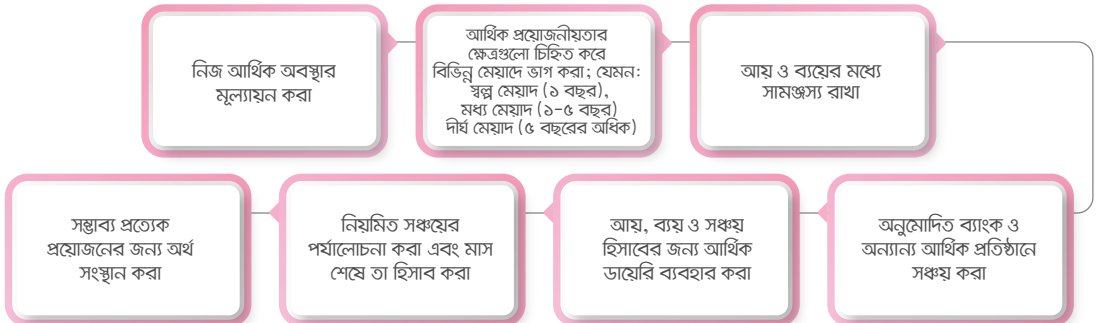 নিজ আর্থিক অবস্থার
মূল্যায়ন করা
আর্থিক প্রয়োজনীয়তার
ক্ষেত্রগুলো চিহ্নিত করে
বিভিন্ন মেয়াদে ভাগ করা; যেমন:
স্বল্প মেয়াদ (১ বছর),
মধ্য মেয়াদ (১-৫ বছর)
দীর্ঘ মেয়াদ (৫ বছরের অধিক)
আয় ও ব্যয়ের মধ্যে
সামঞ্জস্য রাখা
অনুমোদিত ব্যাংক ও
অন্যান্য আর্থিক প্রতিষ্ঠানে
সঞ্চয় করা
আয়, ব্যয় ও সঞ্চয়
হিসাবের জন্য আর্থিক
ডায়েরি ব্যবহার করা
নিয়মিত সঞ্চয়ের
পর্যালোচনা করা এবং মাস
শেষে তা হিসাব করা
সম্ভাব্য প্রত্যেক
প্রয়োজনের জন্য অর্থ
সংস্থান করা